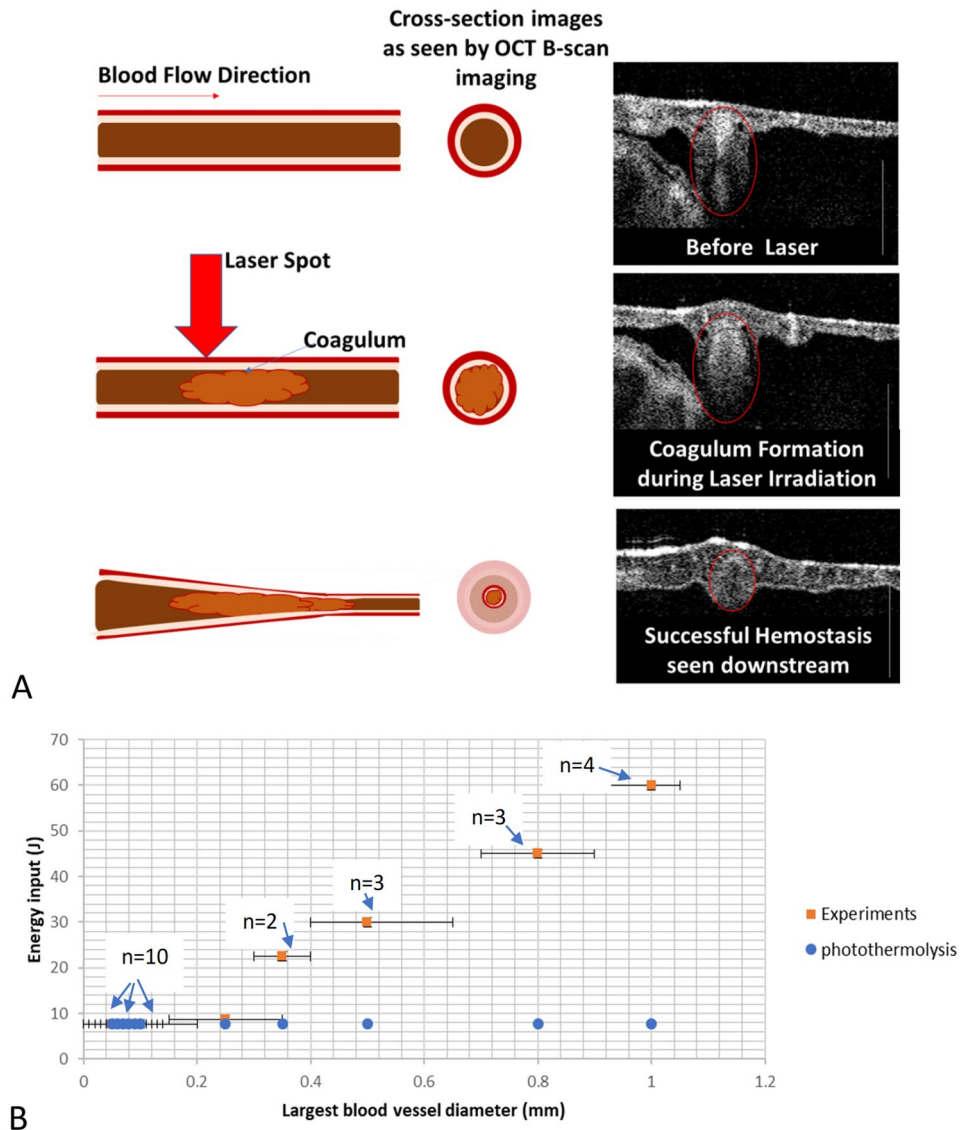 Cross-section images
as seen by OCT B-scan
imaging
Blood Flow Direction
Before Laser
Laser Spot
Coagulum
Coagulum Formation
during Laser Irradiation
Successful Hemostasis
seen downstream
A
70
60
50
40
30
20
10
0
Energy input (J)
n=4
n=3
n=3
n=2
n=10
Experiments
photothermolysis
0
0.2
0.4
0.6
0.8
1
1.2
Largest blood vessel diameter (mm)
B